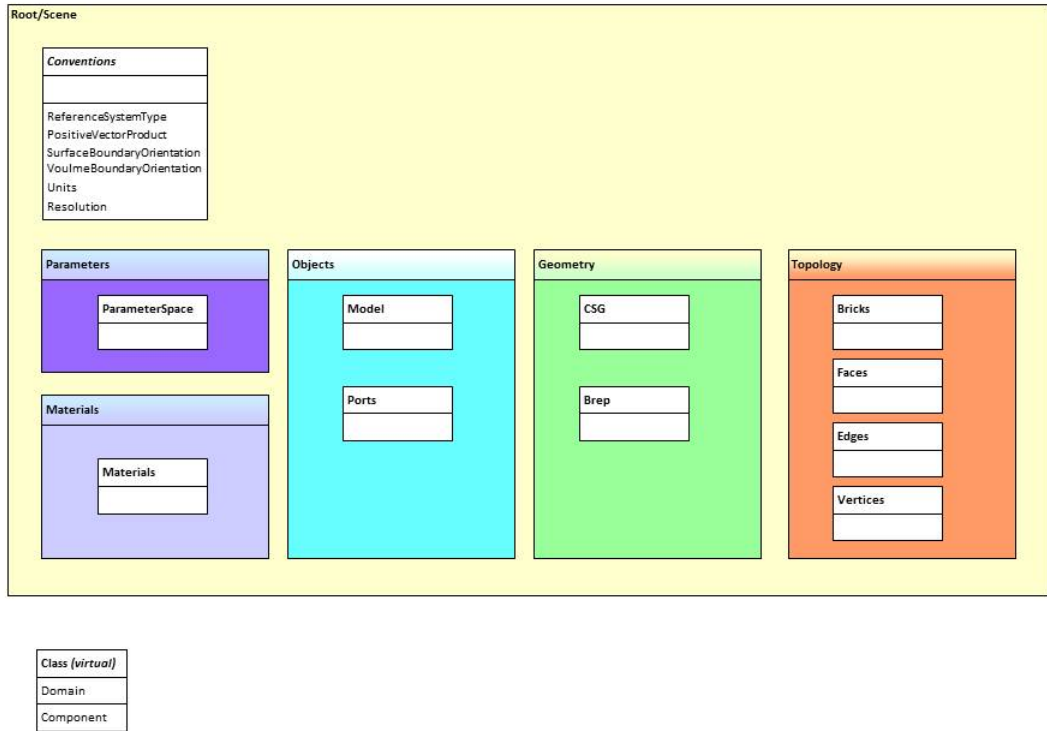 Root/Scene
Conventions
ReferenceSystemType
PositiveVectorProduct
SurfaceBoundaryOrientation
VoulmeBoundaryOrientation
Units
Resolution
Parameters
ParameterSpace
Materials
Materials
Objects
Model
Ports
Geometry
CSG
Brep
Topology
Bricks
Faces
Edges
Vertices
Class (virtual)
Domain
Component